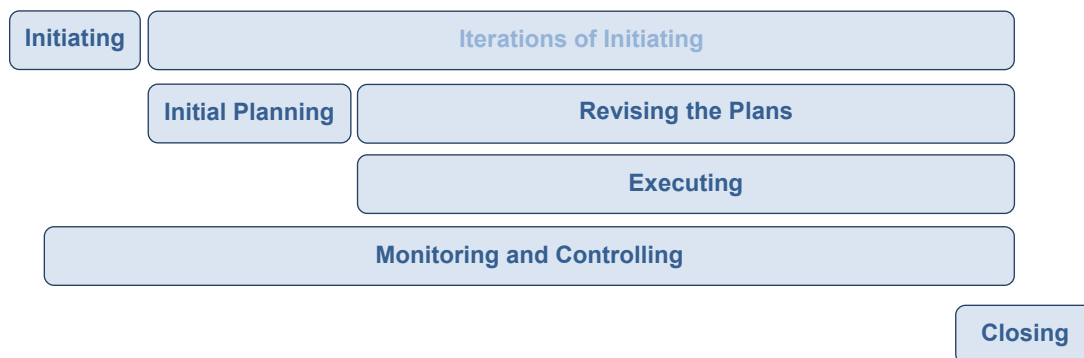 Initiating
Iterations of Initiating
Initial Planning
Revising the Plans
Executing
Monitoring and Controlling
Closing